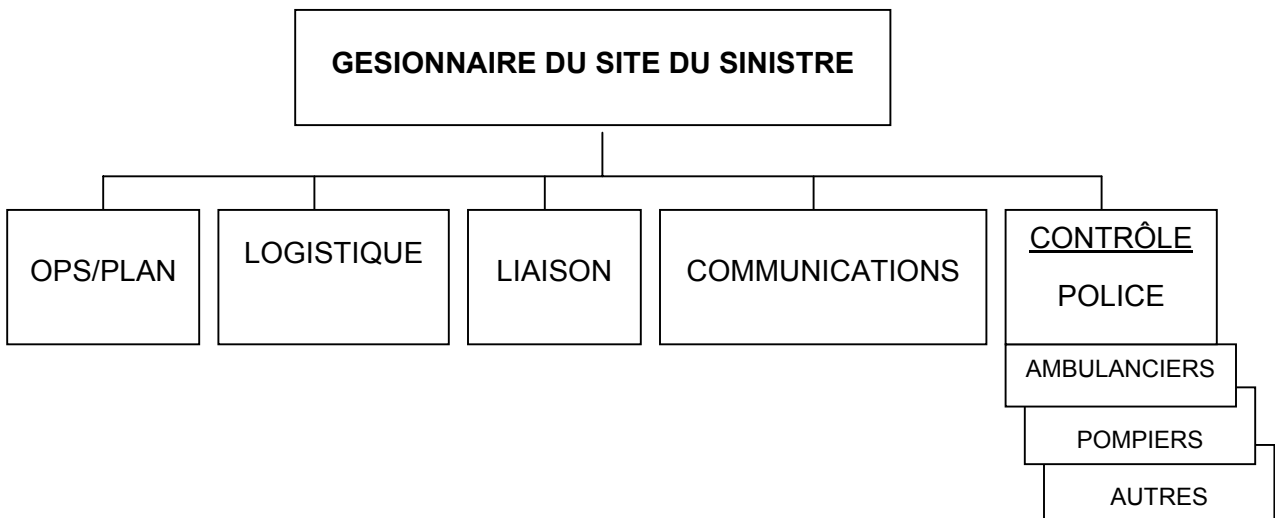 GESIONNAIRE DU SITE DU SINISTRE
OPS/PLAN
LOGISTIQUE
LIAISON
COMMUNICATIONS
CONTRÔLE
POLICE
AMBULANCIERS
POMPIERS
AUTRES